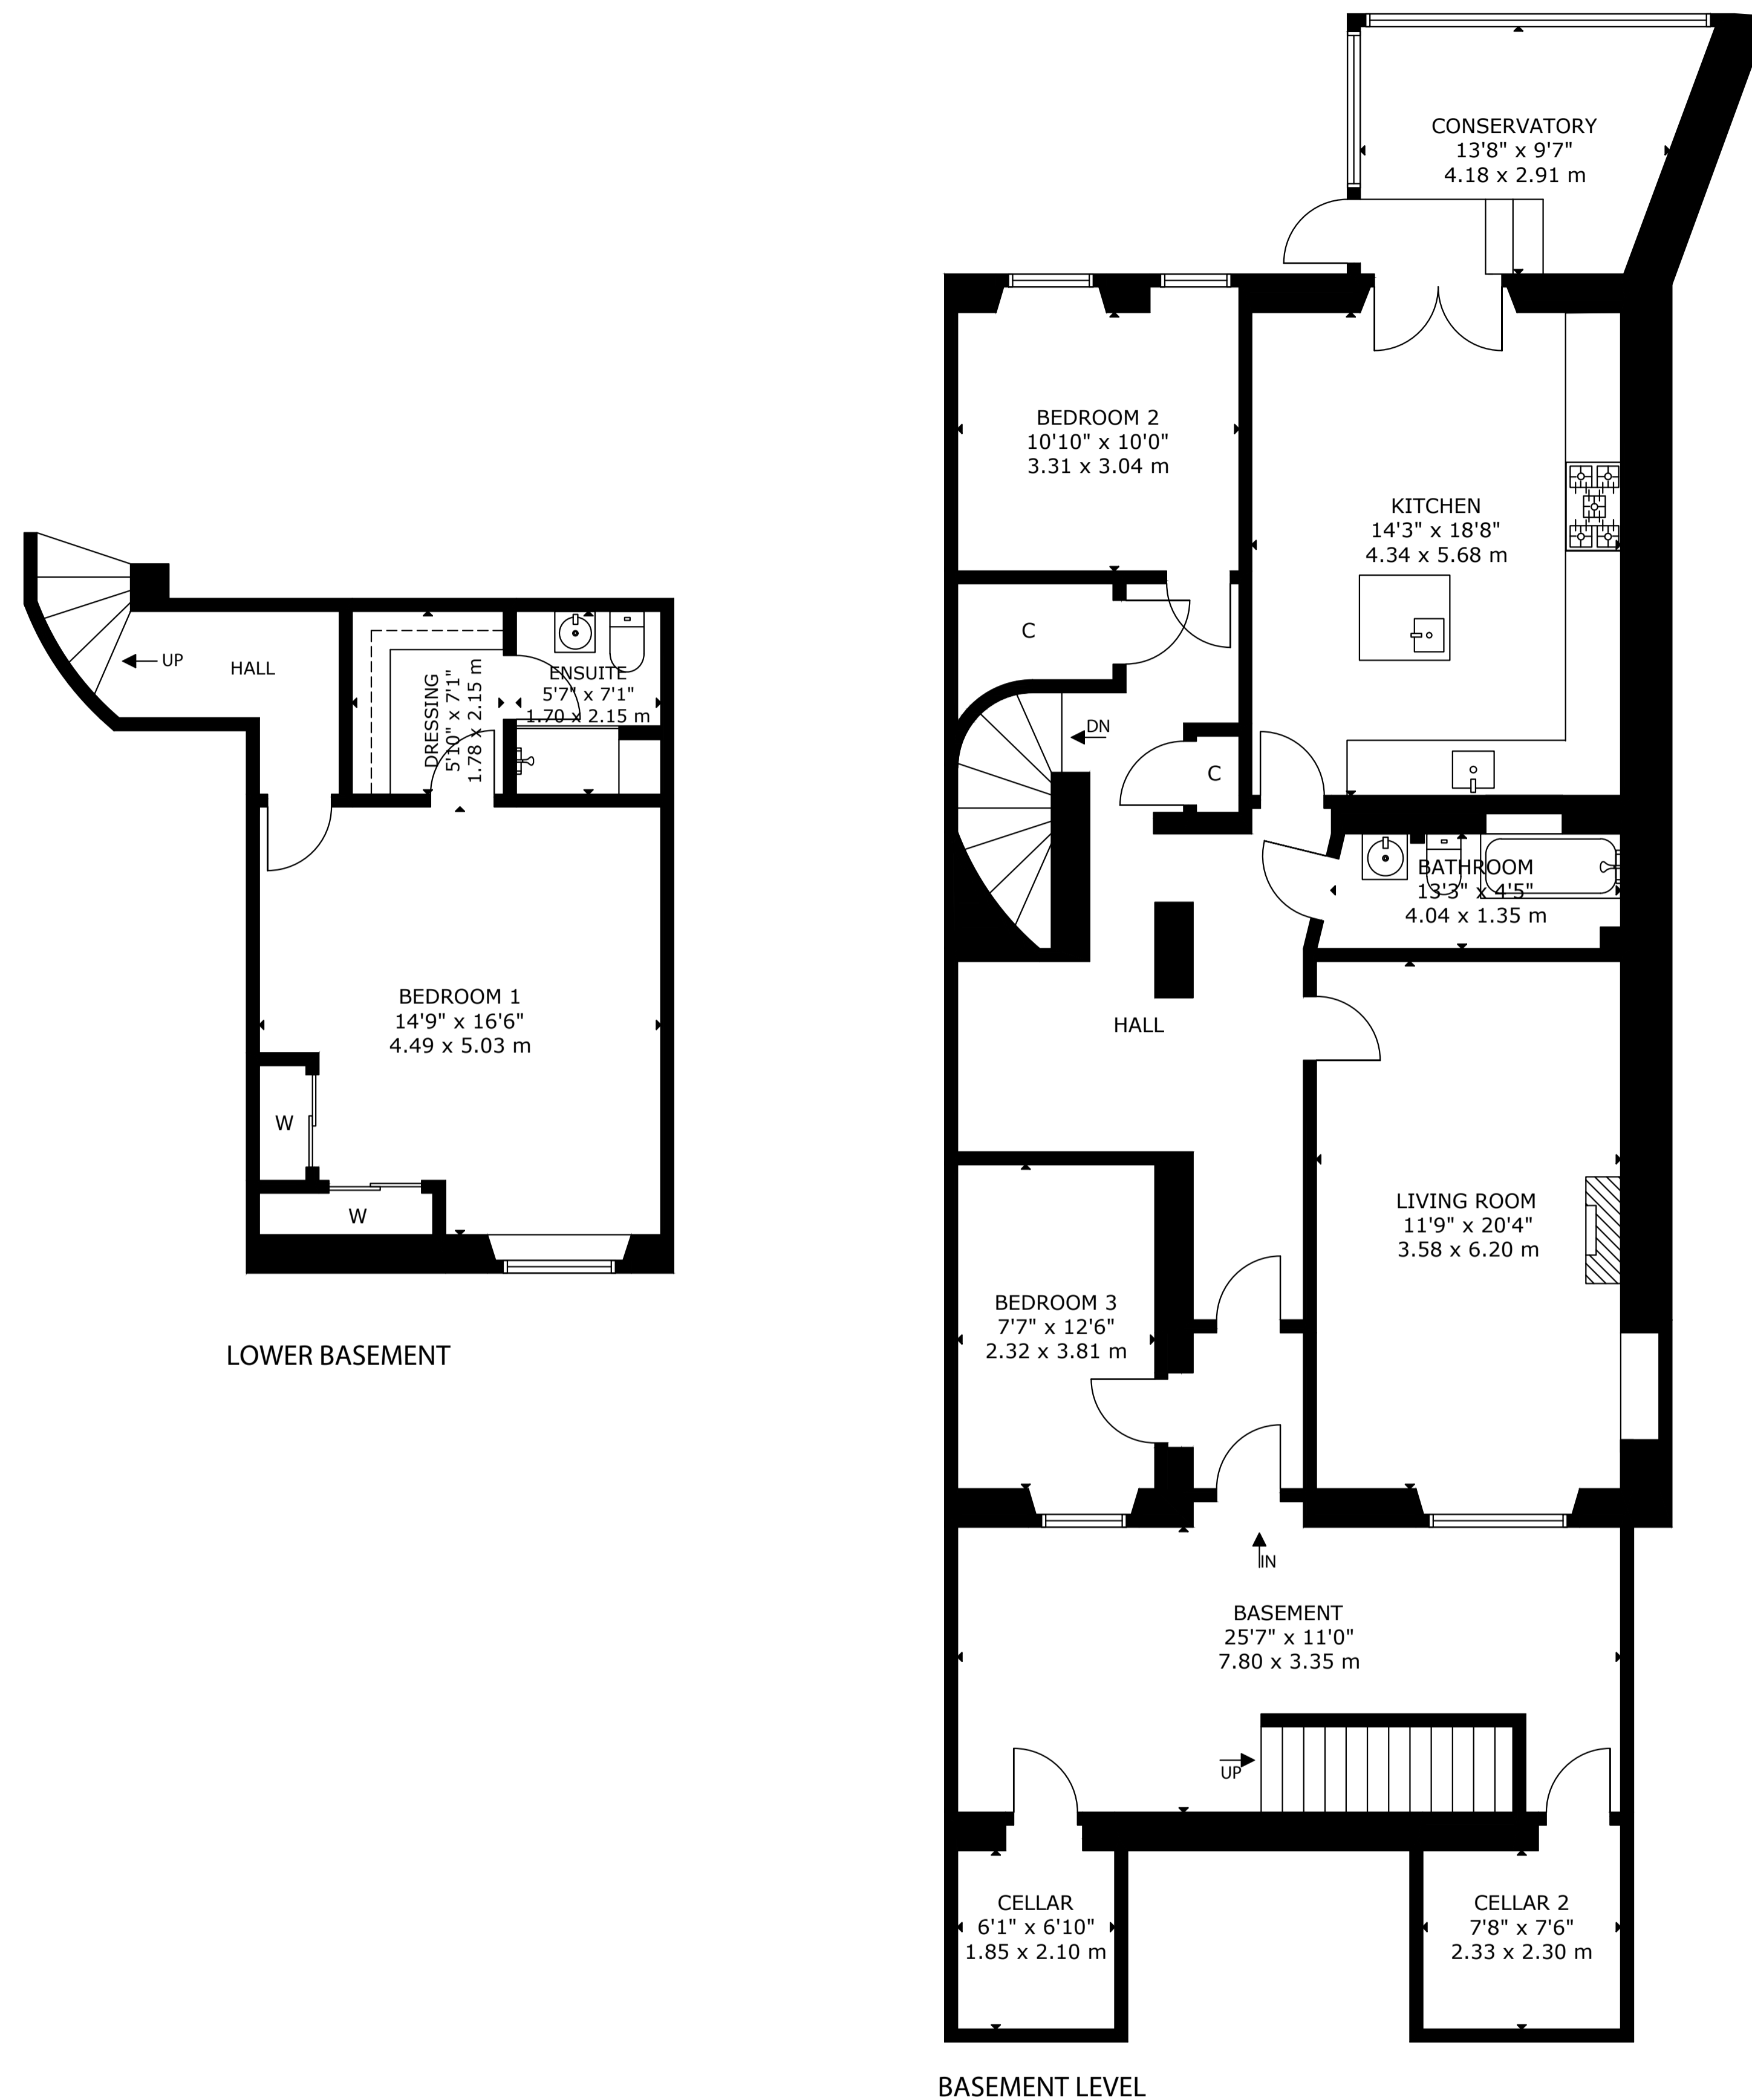 CONSERVATORY
13'8" x 9'7"
4.18 x 2.91 m
BEDROOM 2
10'10" x 10'0"
3.31 x 3.04 m
KITCHEN
14'3" x 18'8"
4.34 x 5.68 m
C
DN
C
BATHROOM
13'3" x 4'5"
4.04 x 1.35 m
HALL
LIVING ROOM
11'9" x 20'4"
3.58 x 6.20 m
BEDROOM 3
7'7" x 12'6"
2.32 x 3.81 m
IN
BASEMENT
25'7" x 11'0"
7.80 x 3.35 m
UP
CELLAR
6'1" x 6'10"
1.85 x 2.10 m
CELLAR 2
7'8" x 7'6"
2.33 x 2.30 m
BASEMENT LEVEL
UP
HALL
DRESSING
5'10" x 7'1"
1.78 x 2.15 m
ENSUITE
5'7" x 7'1"
1.70 x 2.15 m
BEDROOM 1
14'9" x 16'6"
4.49 x 5.03 m
W
W
LOWER BASEMENT